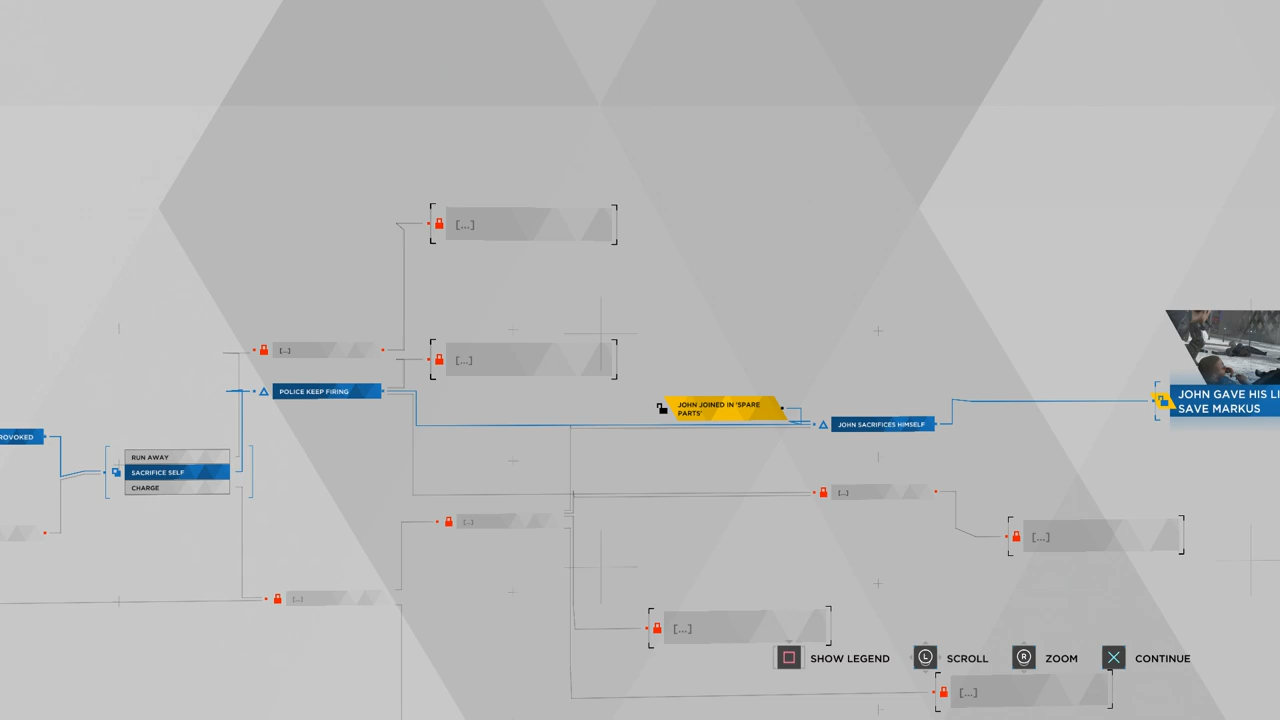 [...]
[...]
[...]
POLICE KEEP FIRING
JOHN JOINED IN 'SPARE
PARTS'
JOHN SACRIFICES HIMSELF
JOHN GAVE HIS
SAVE MARKUS
ROVOKED
RUN AWAY
SACRIFICE SELF
CHARGE
[...]
[...]
[...]
[...]
[...]
SHOW LEGEND
L
SCROLL
R
ZOOM
CONTINUE
[...]